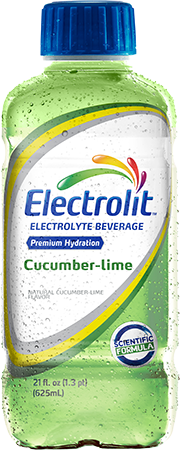 Electrolit
ELECTROLYTE BEVERAGE
Premium Hydration
Cucumber-lime
NATURAL CUCUMBER-LIME
FLAVOR
SCIENTIFIC
FORMULA
21 fl. oz (1.3 pt)
(625mL)